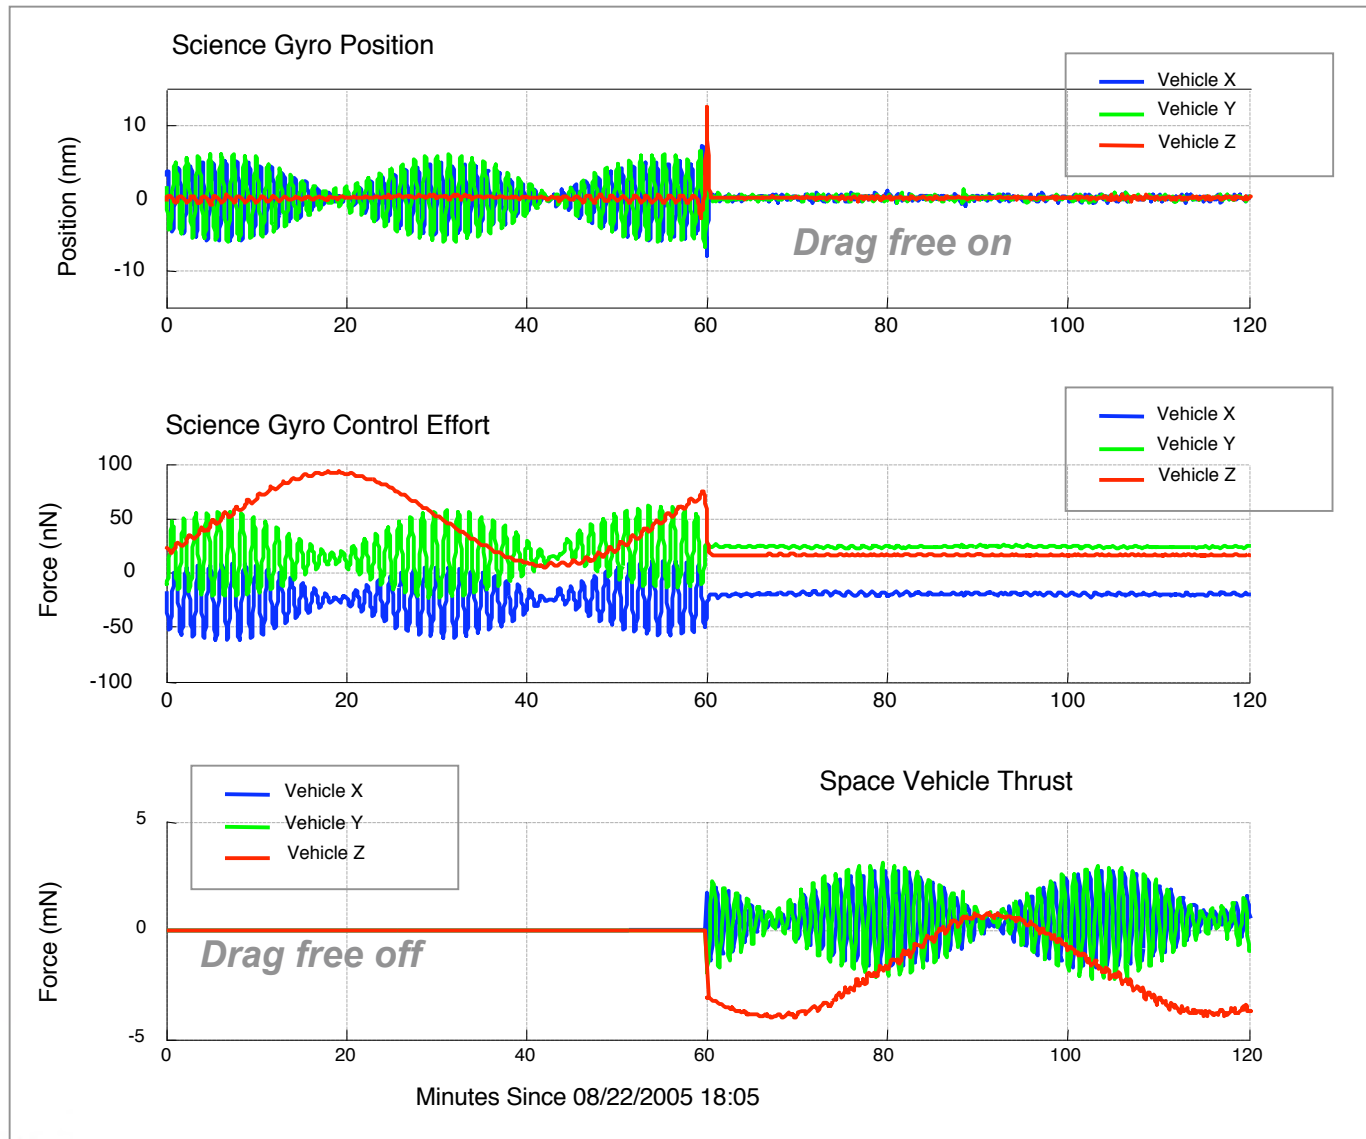 Science Gyro Position
Vehicle X
Vehicle Y
Vehicle Z
Position (nm)
10
0
-10
Drag free on
0 20 40 60 80 100 120
Science Gyro Control Effort
Vehicle X
Vehicle Y
Vehicle Z
Force (nN)
100
50
0
-50
-100
0 20 40 60 80 100 120
Space Vehicle Thrust
Vehicle X
Vehicle Y
Vehicle Z
Force (mN)
5
0
-5
Drag free off
0 20 40 60 80 100 120
Minutes Since 08/22/2005 18:05